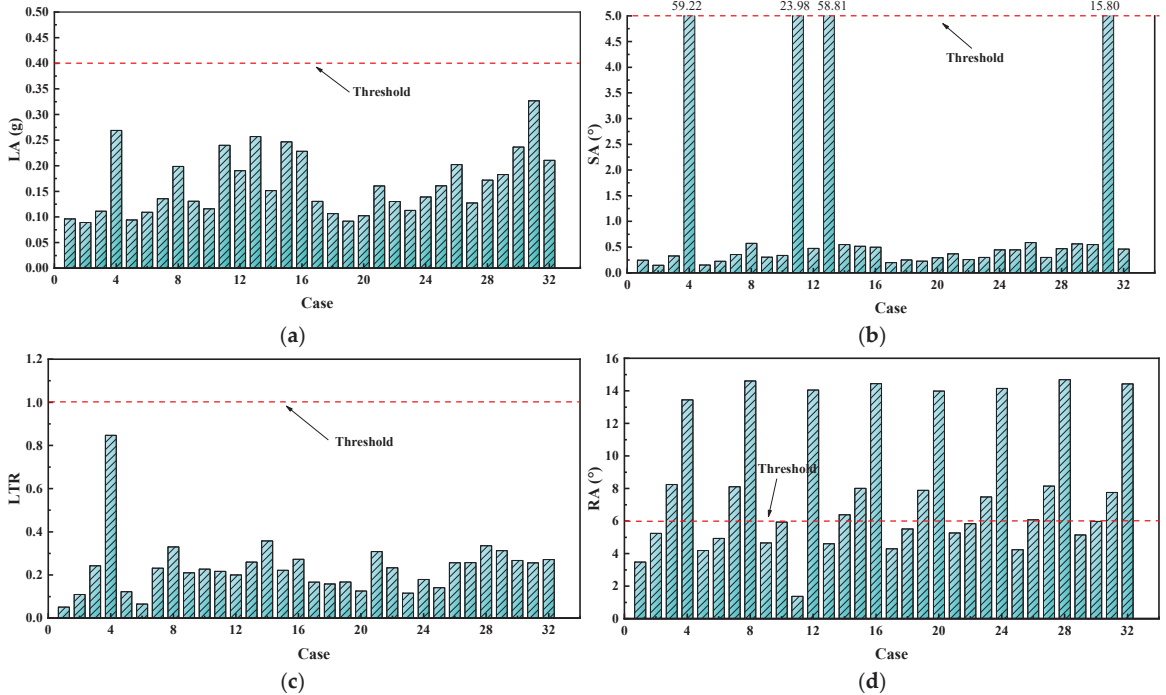 0.50
0.45
0.40
0.35
0.30
0.25
0.20
0.15
0.10
0.05
0.00
LA (g)
Threshold
0 4 8 12 16 20 24 28 32
Case
(a)
59.22 23.98 58.81 15.80
5.0
4.5
4.0
3.5
3.0
2.5
2.0
1.5
1.0
0.5
0.0
SA (°)
Threshold
0 4 8 12 16 20 24 28 32
Case
(b)
1.2
1.0
0.8
0.6
0.4
0.2
0.0
LTR
Threshold
0 4 8 12 16 20 24 28 32
Case
(c)
16
14
12
10
8
6
4
2
0
RA (°)
Threshold
0 4 8 12 16 20 24 28 32
Case
(d)